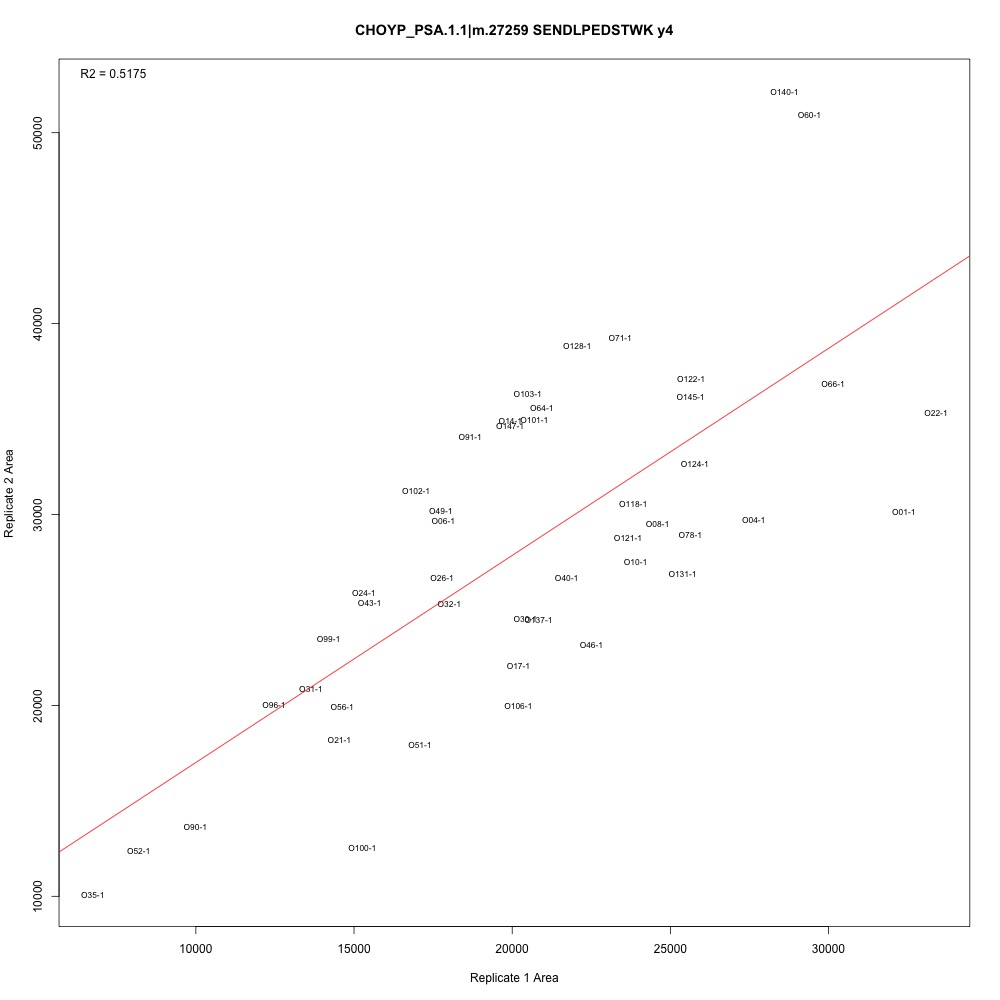 CHOYP_PSA.1.1|m.27259 SENDLPEDSTWK y4
R2 = 0.5175
O140-1
O60-1
50000
40000
O71-1
O128-1
O122-1
O66-1
O103-1
O145-1
O64-1
O22-1
O14-1
O101-1
O147-1
O91-1
O124-1
O102-1
O118-1
O49-1
O01-1
30000
O06-1
O04-1
O08-1
O78-1
O121-1
O10-1
O131-1
O26-1
O40-1
O24-1
O43-1
O32-1
O137-1
O99-1
O46-1
O17-1
O31-1
O96-1
O56-1
O106-1
20000
O21-1
O51-1
O90-1
O100-1
O52-1
O35-1
10000
Replicate 2 Area
10000 15000 20000 25000 30000
Replicate 1 Area